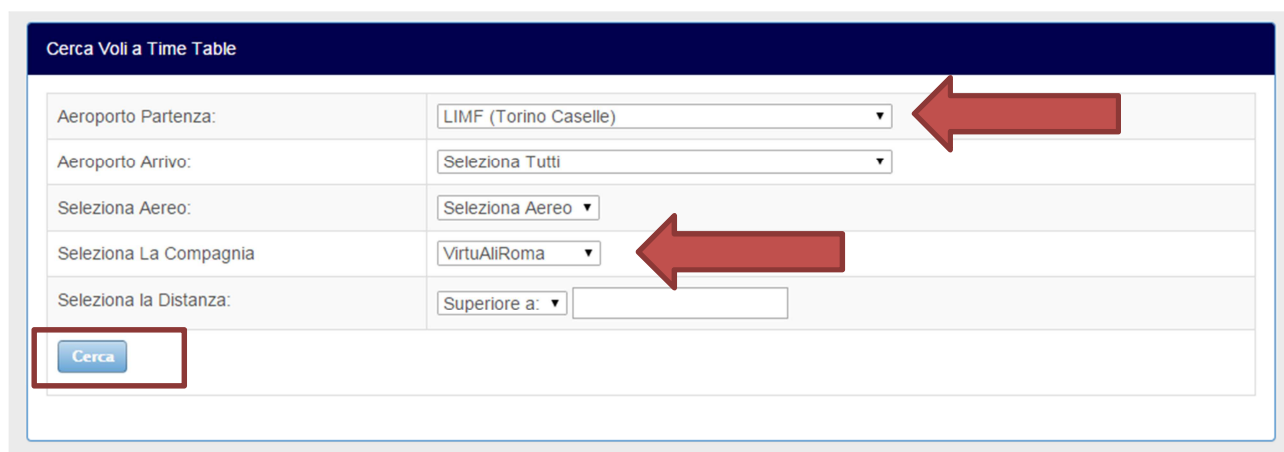 Cerca Voli a Time Table
Aeroporto Partenza: LIMF (Torino Caselle)
Aeroporto Arrivo: Seleziona Tutti
Seleziona Aereo: Seleziona Aereo
Seleziona La Compagnia VirtuAliRoma
Seleziona la Distanza: Superiore a:
Cerca